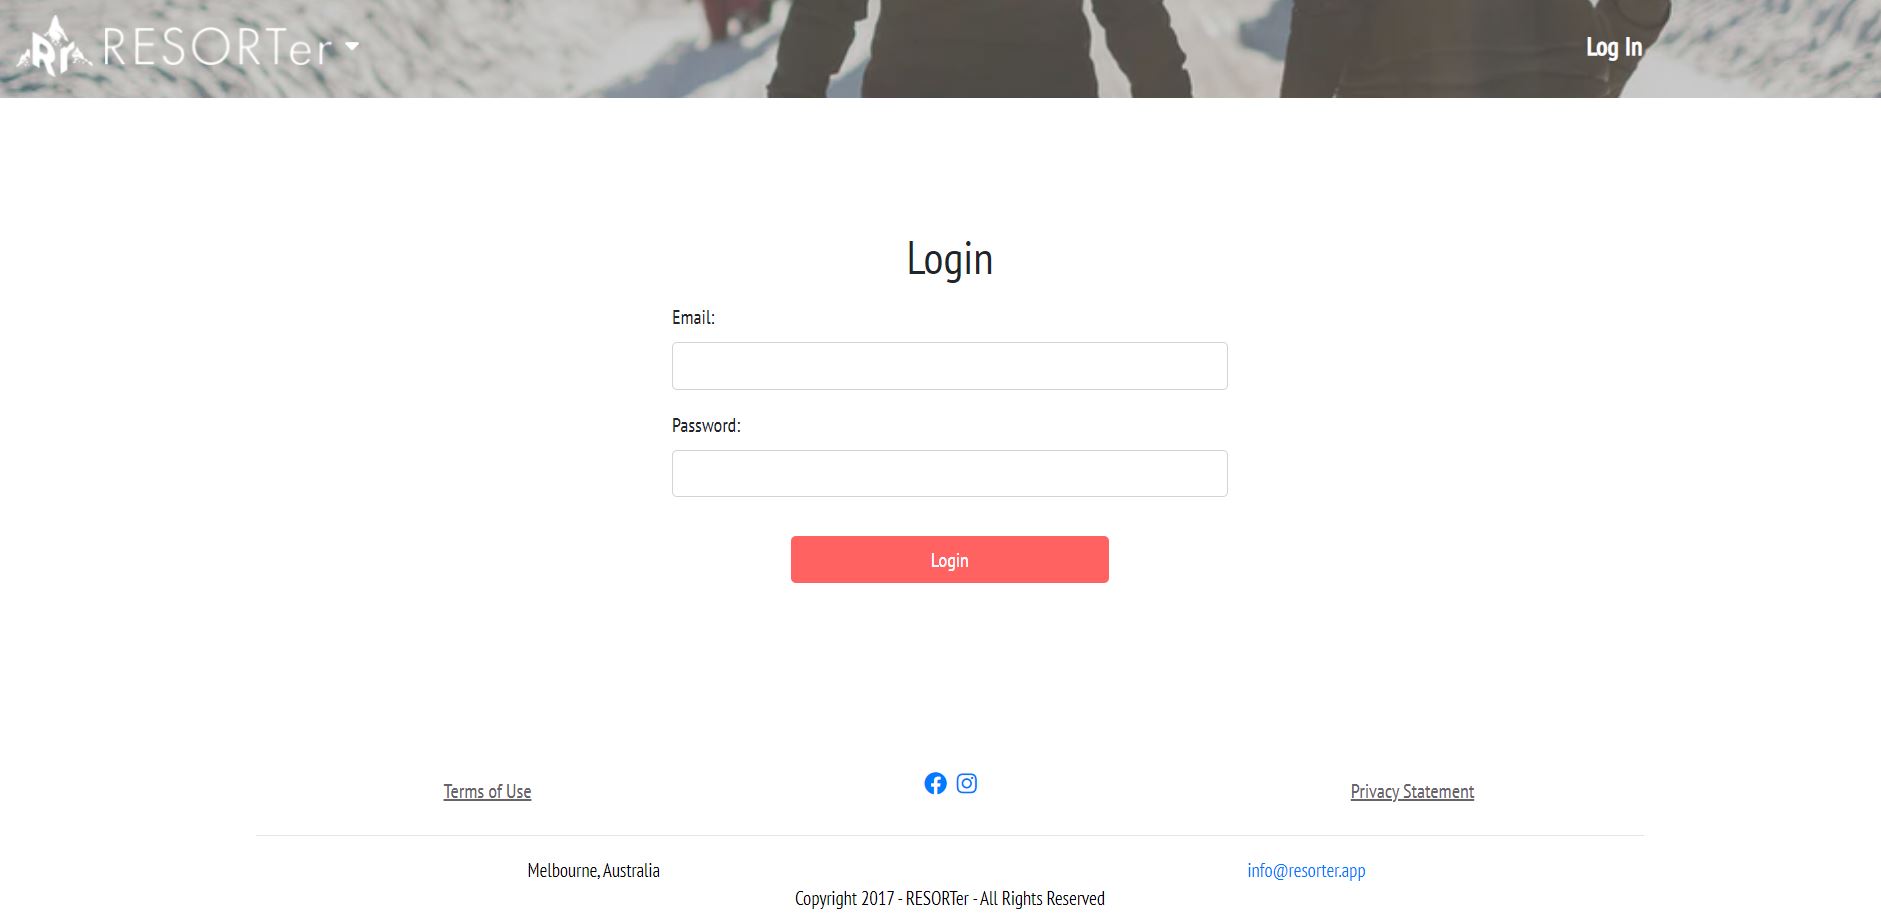 RESORTer
Log In
Login
Email:
Password:
Login
Terms of Use
Privacy Statement
Melbourne, Australia
info@resorter.app
Copyright 2017 - RESORTer - All Rights Reserved